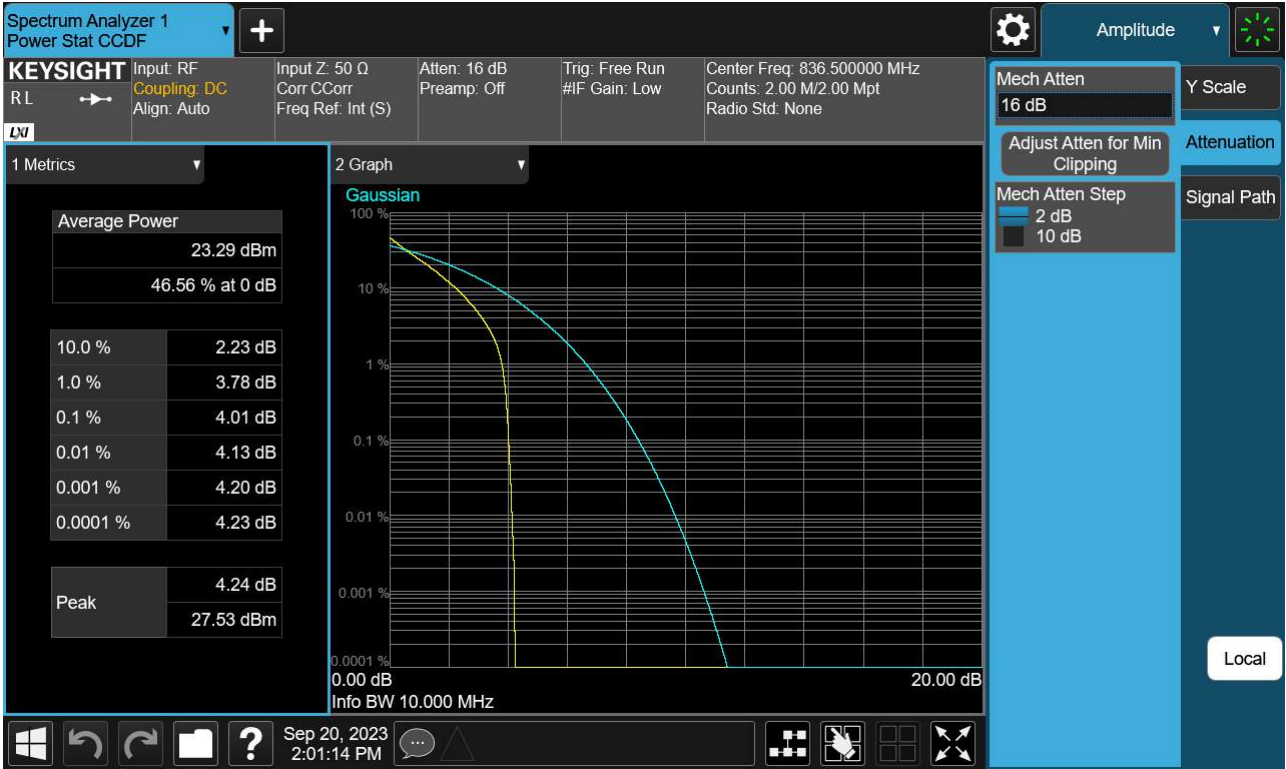 Spectrum Analyzer 1
Power Stat CCDF
Amplitude
KEYSIGHT
RL
LXI
Input: RF
Coupling: DC
Align: Auto
Input Z: 50 Ω
Corr CCorr
Freq Ref: Int (S)
Atten: 16 dB
Preamp: Off
Trig: Free Run
#IF Gain: Low
Center Freq: 836.500000 MHz
Counts: 2.00 M/2.00 Mpt
Radio Std: None
1 Metrics
Average Power
23.29 dBm
46.56 % at 0 dB
10.0 % 2.23 dB
1.0 % 3.78 dB
0.1 % 4.01 dB
0.01 % 4.13 dB
0.001 % 4.20 dB
0.0001 % 4.23 dB
Peak
4.24 dB
27.53 dBm
2 Graph
Gaussian
100 %
10 %
1 %
0.1 %
0.01 %
0.001 %
0.0001 %
0.00 dB 20.00 dB
Info BW 10.000 MHz
Mech Atten
16 dB
Adjust Atten for Min
Clipping
Mech Atten Step
2 dB
10 dB
Y Scale
Attenuation
Signal Path
Local
?
Sep 20, 2023
2:01:14 PM